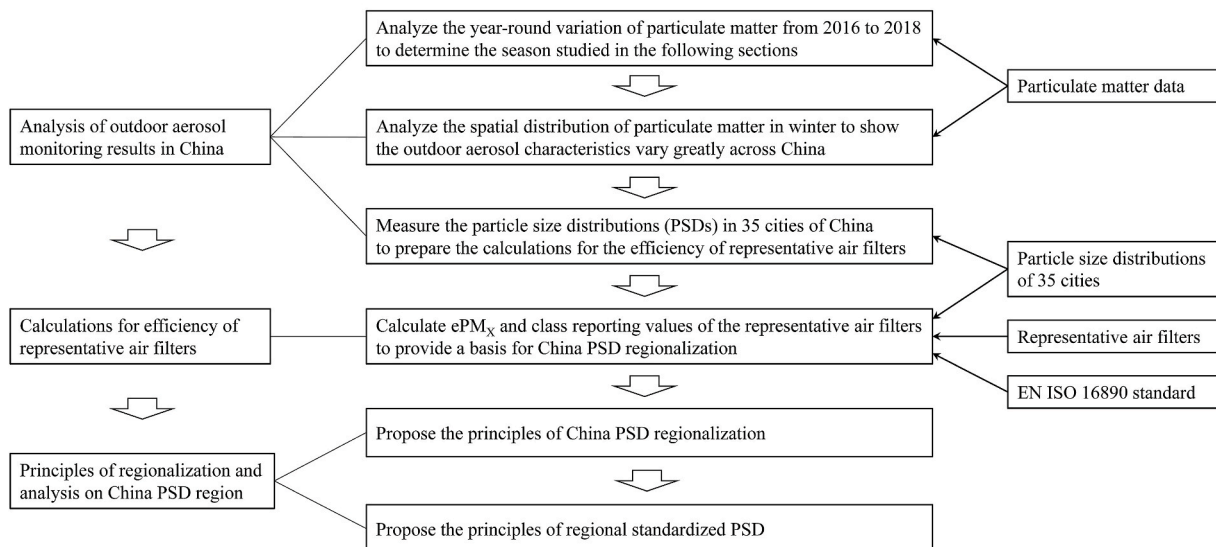 Analyze the year-round variation of particulate matter from 2016 to 2018
to determine the season studied in the following sections
Particulate matter data
Analysis of outdoor aerosol
monitoring results in China
Analyze the spatial distribution of particulate matter in winter to show
the outdoor aerosol characteristics vary greatly across China
Measure the particle size distributions (PSDs) in 35 cities of China
to prepare the calculations for the efficiency of representative air filters
Particle size distributions
of 35 cities
Calculations for efficiency of
representative air filters
Calculate ePMX and class reporting values of the representative air filters
to provide a basis for China PSD regionalization
Representative air filters
EN ISO 16890 standard
Propose the principles of China PSD regionalization
Principles of regionalization and
analysis on China PSD region
Propose the principles of regional standardized PSD